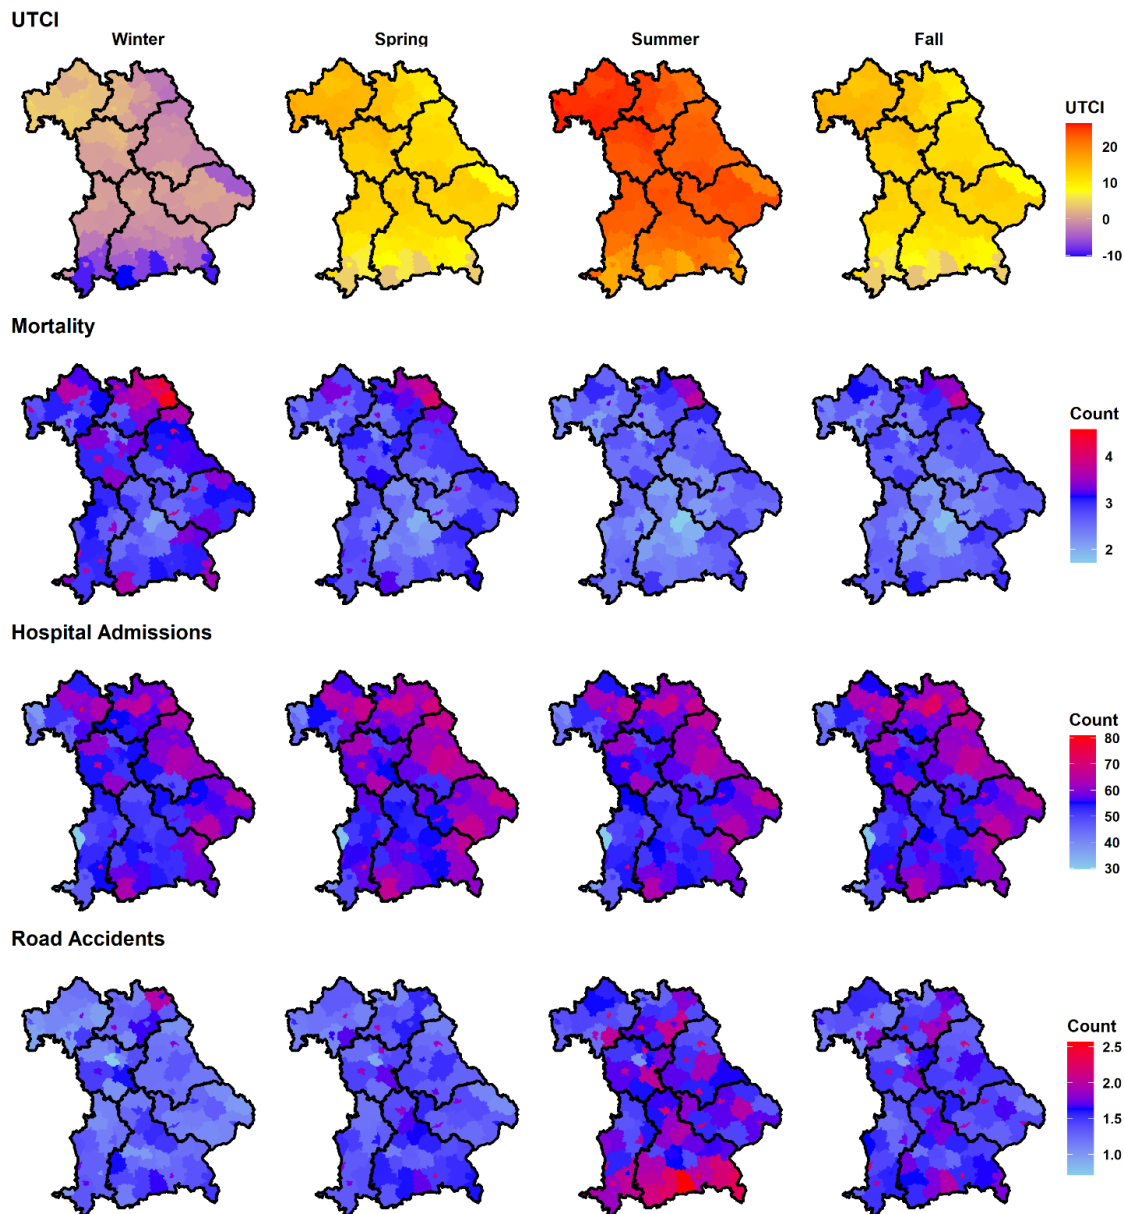 UTCI
Winter
Spring
Summer
Fall
UTCI
20
10
0
-10
Mortality
Count
4
3
2
Hospital Admissions
Count
80
70
60
50
40
30
Road Accidents
Count
2.5
2.0
1.5
1.0